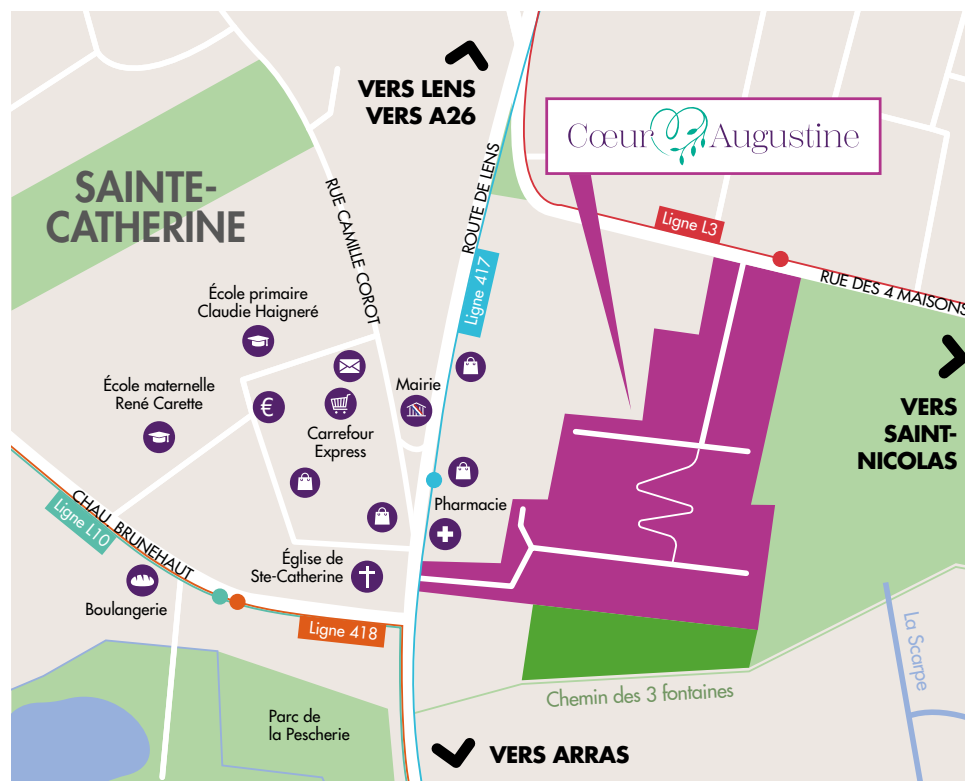 VERS LENS
VERS A26
Cœur Augustine
SAINTE-
CATHERINE
RUE CAMILLE COROT
ROUTE DE LENS
Ligne L3
RUE DES 4 MAISONS
Ligne 417
École primaire
Claudie Haigneré
École maternelle
René Carette
€
Mairie
Carrefour
Express
VERS
SAINT-
NICOLAS
Pharmacie
CHAU. BRUNEHAUT
Ligne L10
Église de
Ste-Catherine
Boulangerie
Ligne 418
La Scarpe
Chemin des 3 fontaines
Parc de
la Pescherie
VERS ARRAS